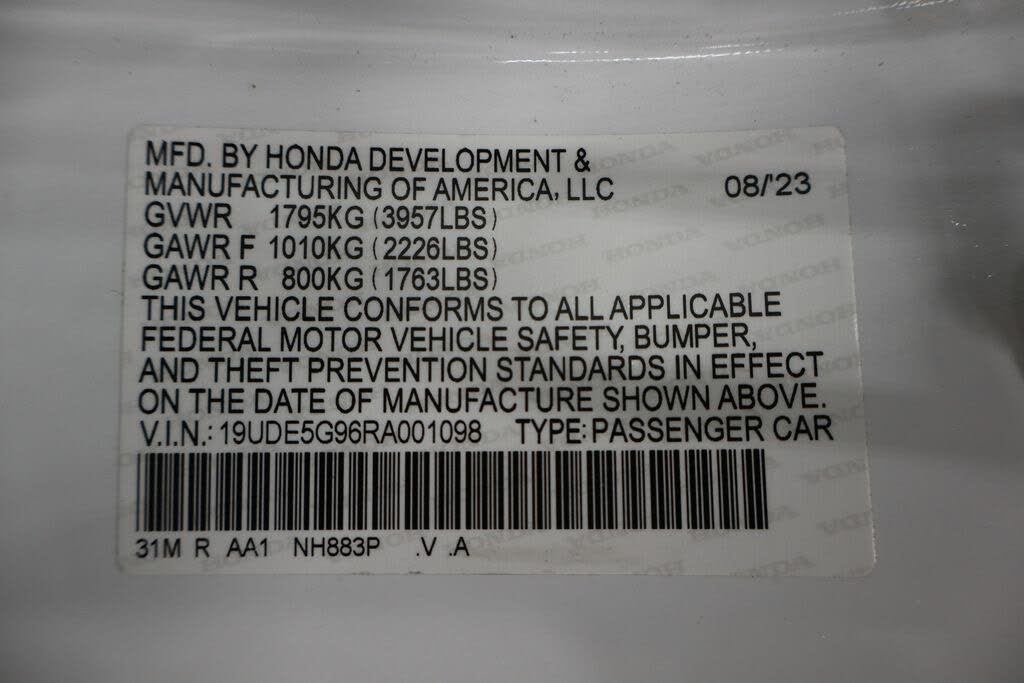 MFD. BY HONDA DEVELOPMENT &
MANUFACTURING OF AMERICA, LLC 08/'23
GVWR 1795KG (3957LBS)
GAWR F 1010KG (2226LBS)
GAWR R 800KG (1763LBS)
THIS VEHICLE CONFORMS TO ALL APPLICABLE
FEDERAL MOTOR VEHICLE SAFETY, BUMPER,
AND THEFT PREVENTION STANDARDS IN EFFECT
ON THE DATE OF MANUFACTURE SHOWN ABOVE.
V.I.N.: 19UDE5G96RA001098 TYPE: PASSENGER CAR
31M R AA1 NH883P .V .A